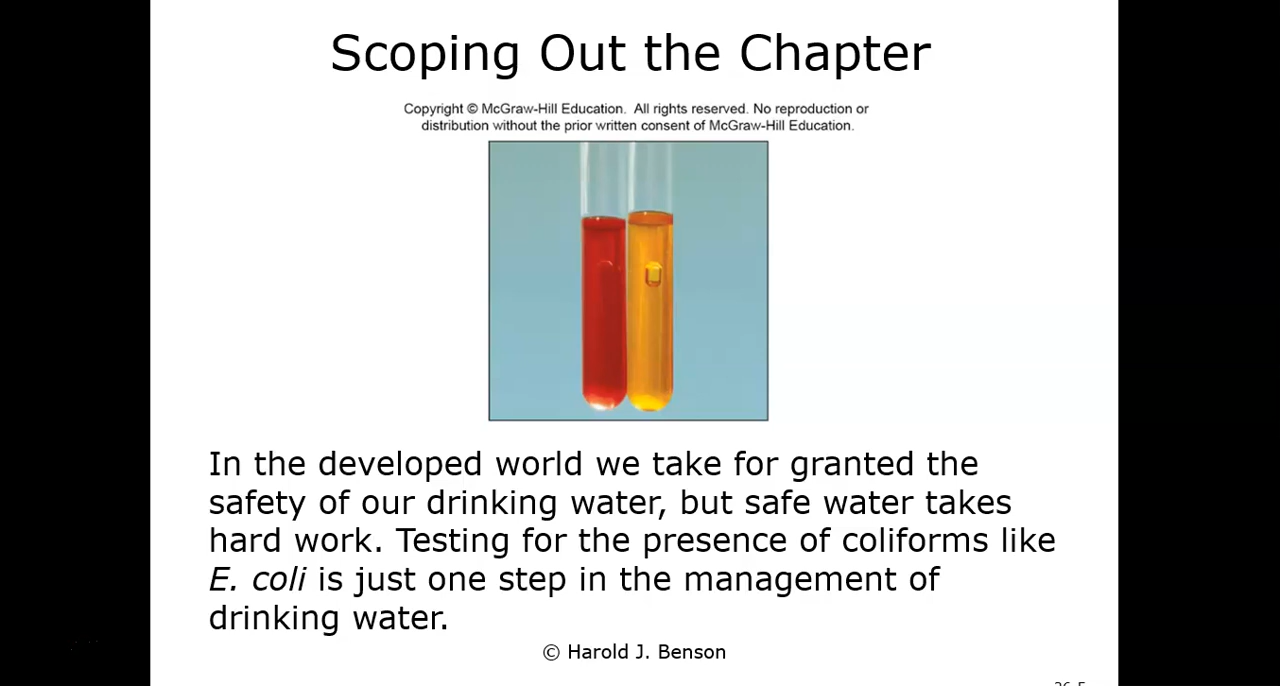 Scoping Out the Chapter
Copyright © McGraw-Hill Education. All rights reserved. No reproduction or
distribution without the prior written consent of McGraw-Hill Education.
In the developed world we take for granted the
safety of our drinking water, but safe water takes
hard work. Testing for the presence of coliforms like
E. coli is just one step in the management of
drinking water.
© Harold J. Benson